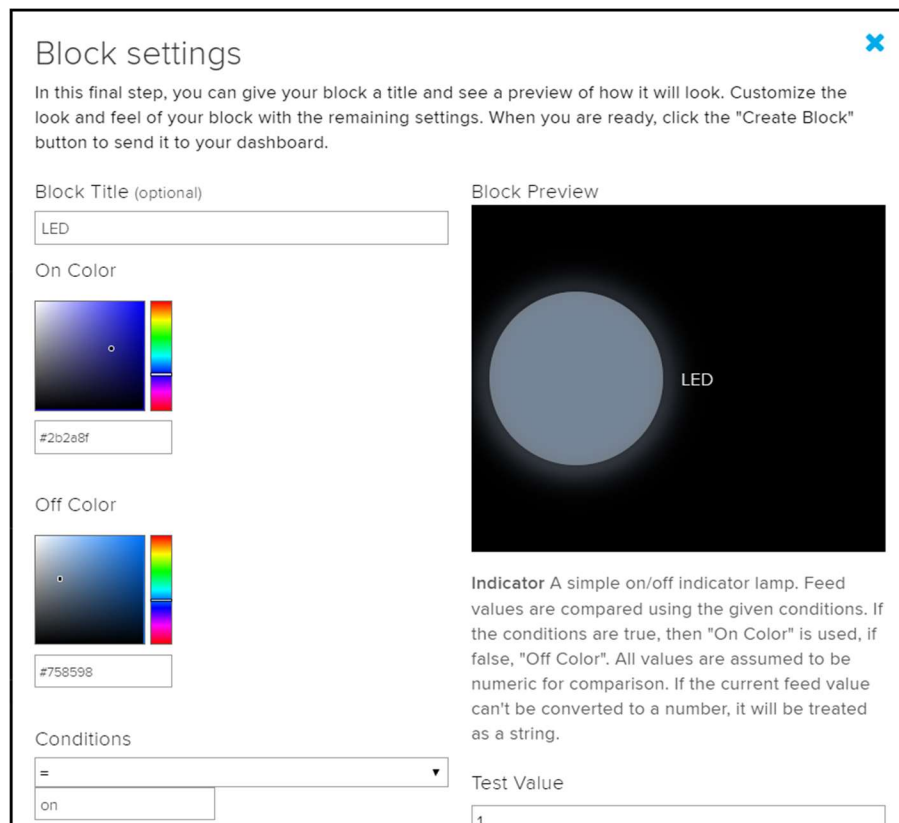 Block settings
In this final step, you can give your block a title and see a preview of how it will look. Customize the
look and feel of your block with the remaining settings. When you are ready, click the "Create Block"
button to send it to your dashboard.
Block Title (optional)
LED
On Color
#2b2a8f
Off Color
#758598
Conditions
=
on
Block Preview
LED
Indicator A simple on/off indicator lamp. Feed
values are compared using the given conditions. If
the conditions are true, then "On Color" is used, if
false, "Off Color". All values are assumed to be
numeric for comparison. If the current feed value
can't be converted to a number, it will be treated
as a string.
Test Value
1